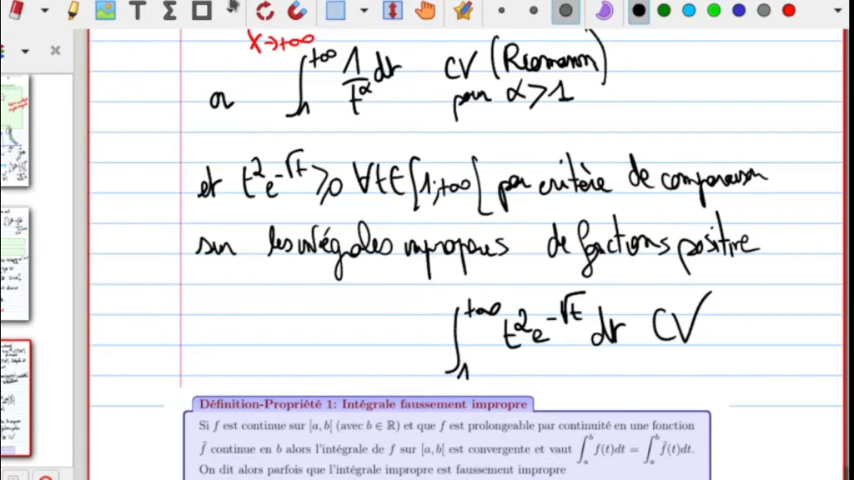 x→+∞
or ∫₁^{+∞} 1/t^α dt CV (Riemann)
pour α>1
et t²e^{-√t} ≥0 ∀t∈[1;+∞[ par critère de comparaison
sur les intégales impropres de fonctions positive
∫₁^{+∞} t²e^{-√t} dt CV
Définition-Propriété 1: Intégrale faussement impropre
Si f est continue sur [a, b[ (avec b ∈ ℝ) et que f est prolongeable par continuité en une fonction
f̃ continue en b alors l'intégrale de f sur [a, b[ est convergente et vaut ∫ₐᵇ f(t)dt = ∫ₐᵇ f̃(t)dt.
On dit alors parfois que l'intégrale impropre est faussement impropre